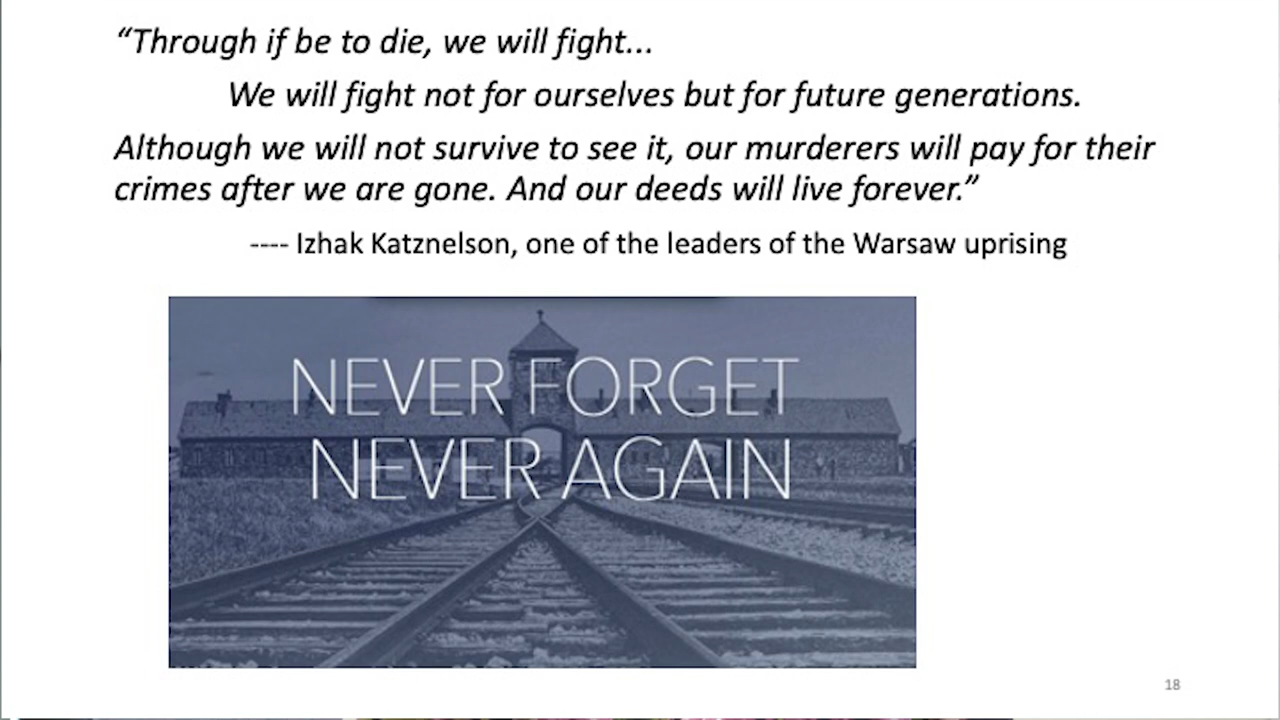 “Through if be to die, we will fight...
We will fight not for ourselves but for future generations.
Although we will not survive to see it, our murderers will pay for their
crimes after we are gone. And our deeds will live forever.”
---- Izhak Katznelson, one of the leaders of the Warsaw uprising
NEVER FORGET
NEVER AGAIN
18